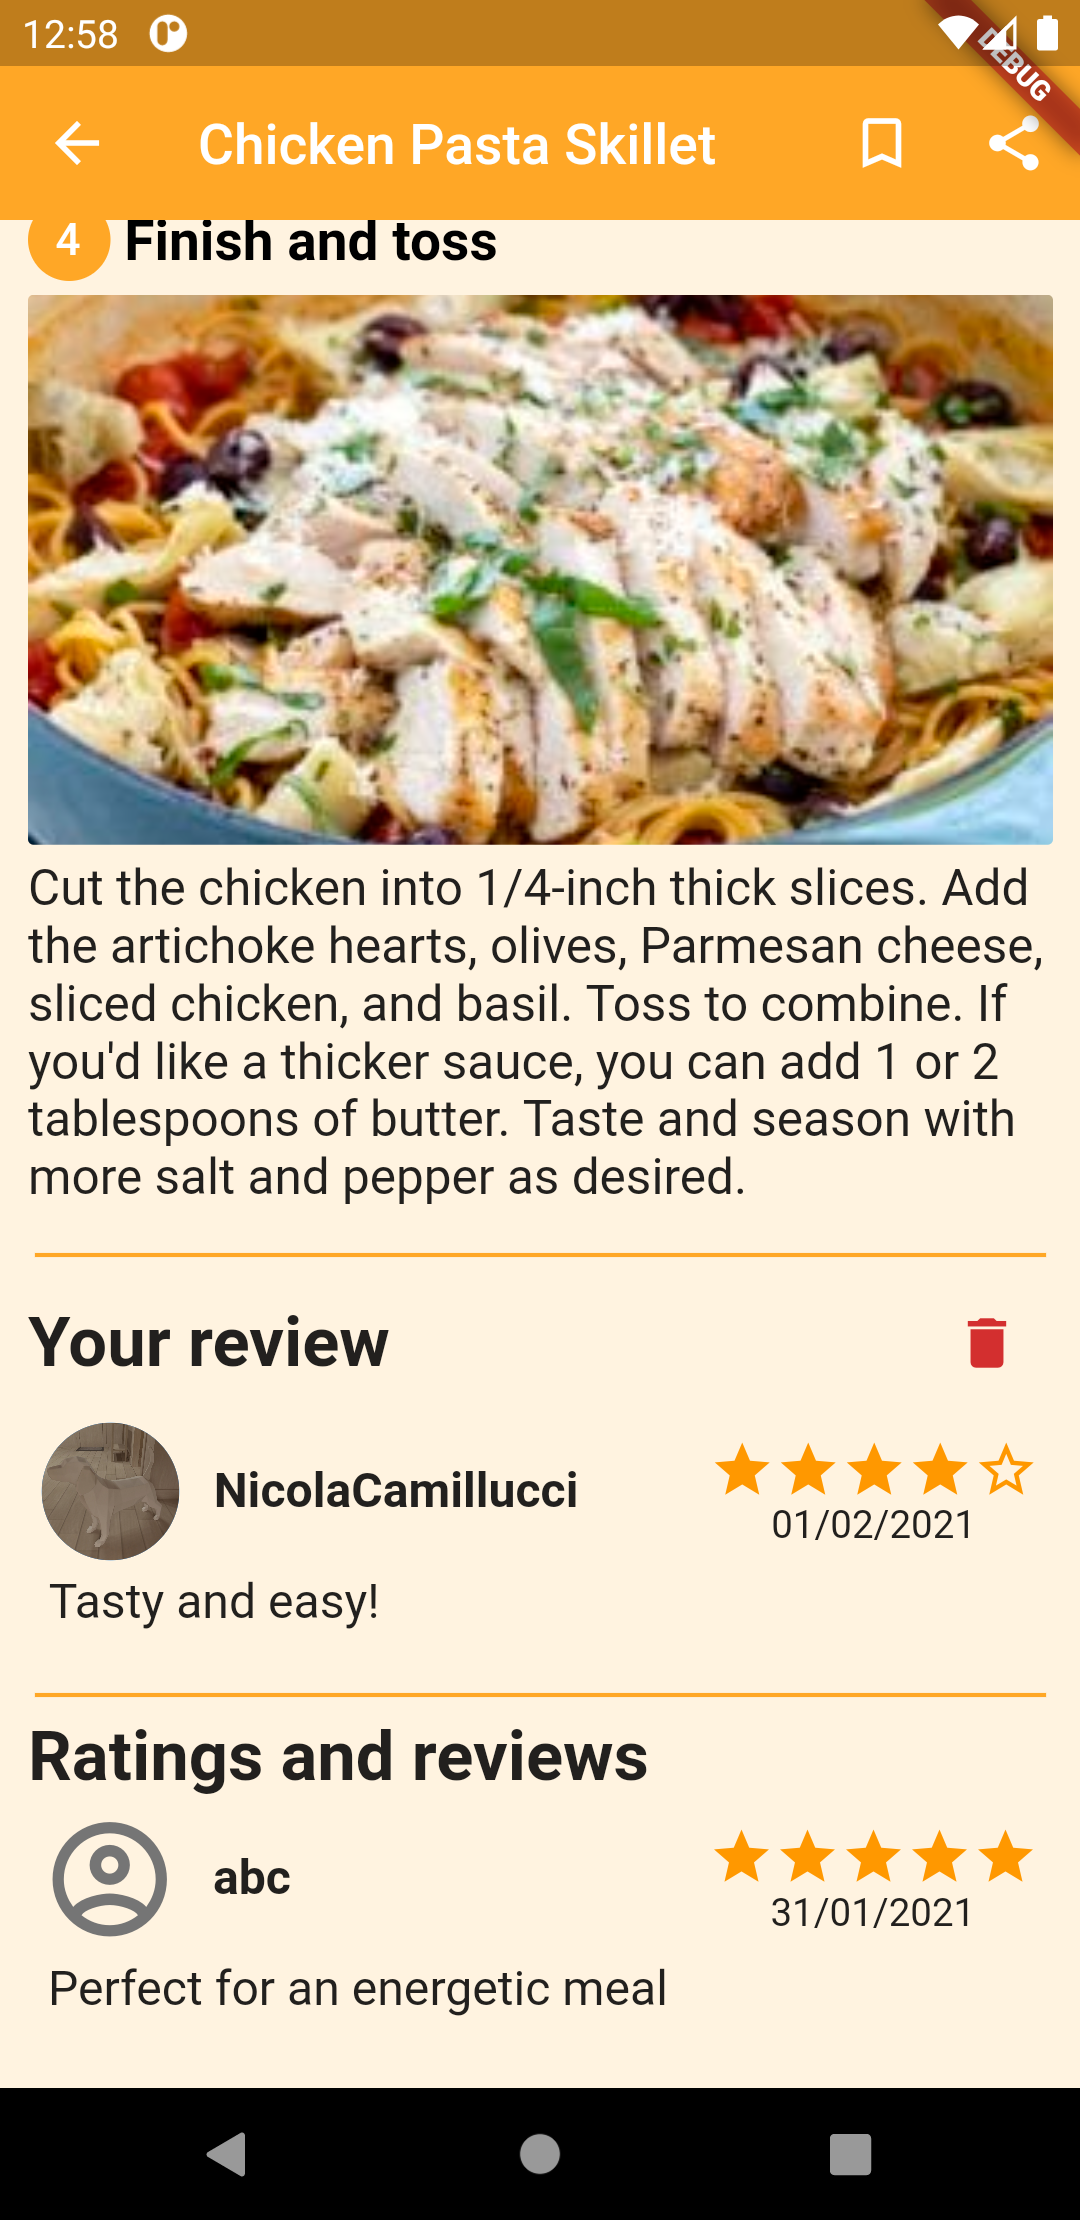 12:58
DEBUG
Chicken Pasta Skillet
4 Finish and toss
Cut the chicken into 1/4-inch thick slices. Add
the artichoke hearts, olives, Parmesan cheese,
sliced chicken, and basil. Toss to combine. If
you'd like a thicker sauce, you can add 1 or 2
tablespoons of butter. Taste and season with
more salt and pepper as desired.
Your review
NicolaCamillucci
01/02/2021
Tasty and easy!
Ratings and reviews
abc
31/01/2021
Perfect for an energetic meal